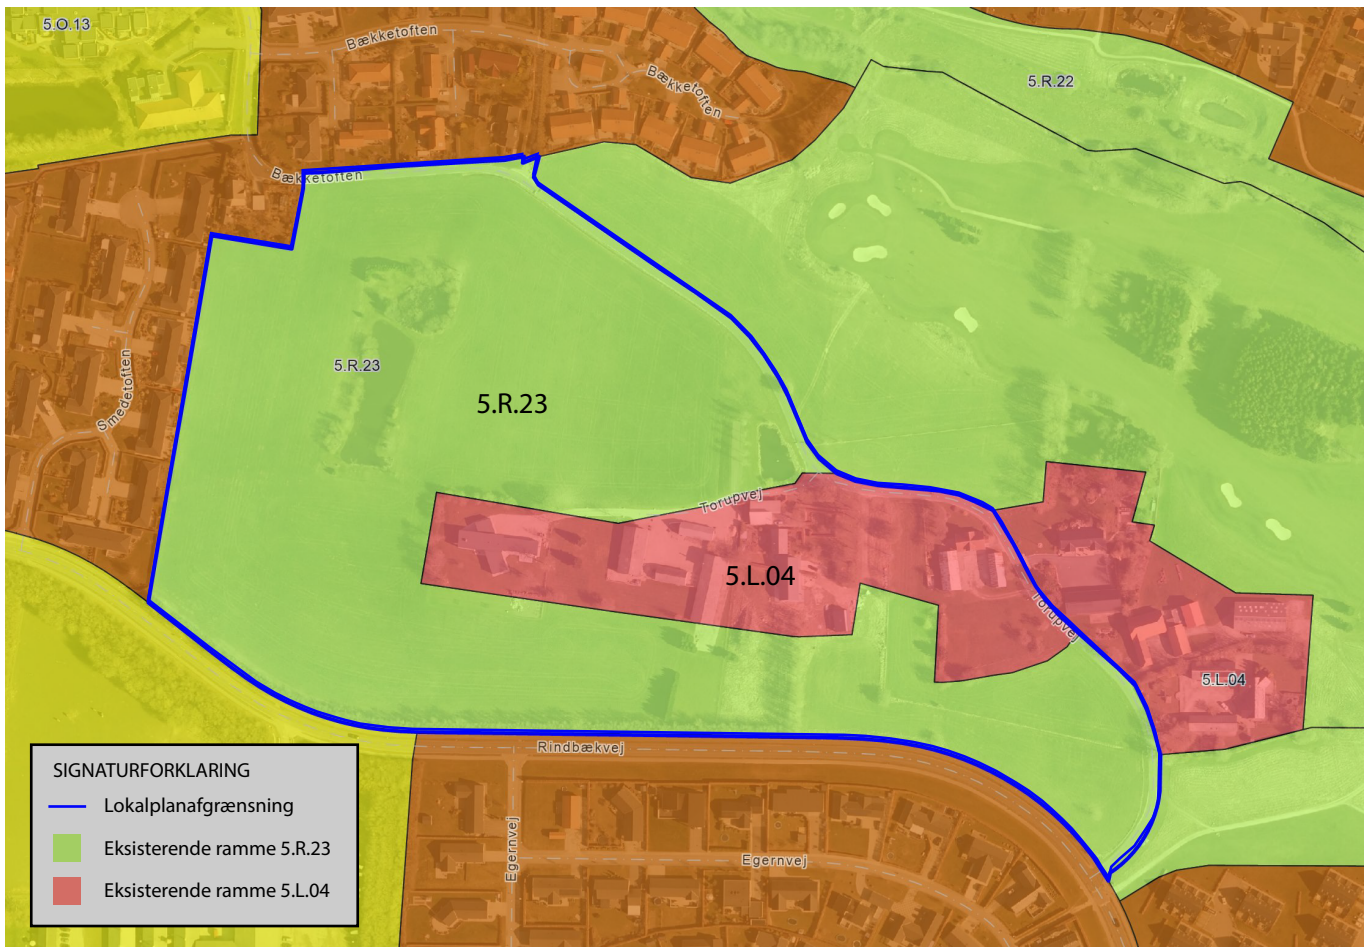 5.O.13
Bækketoften
Bækketoften
5.R.22
Bækketoften
5.R.23
5.R.23
Smedetoften
Torupvej
5.L.04
Torupvej
5.L.04
Rindbækvej
Egernvej
Egernvej
SIGNATURFORKLARING
Lokalplanafgrænsning
Eksisterende ramme 5.R.23
Eksisterende ramme 5.L.04